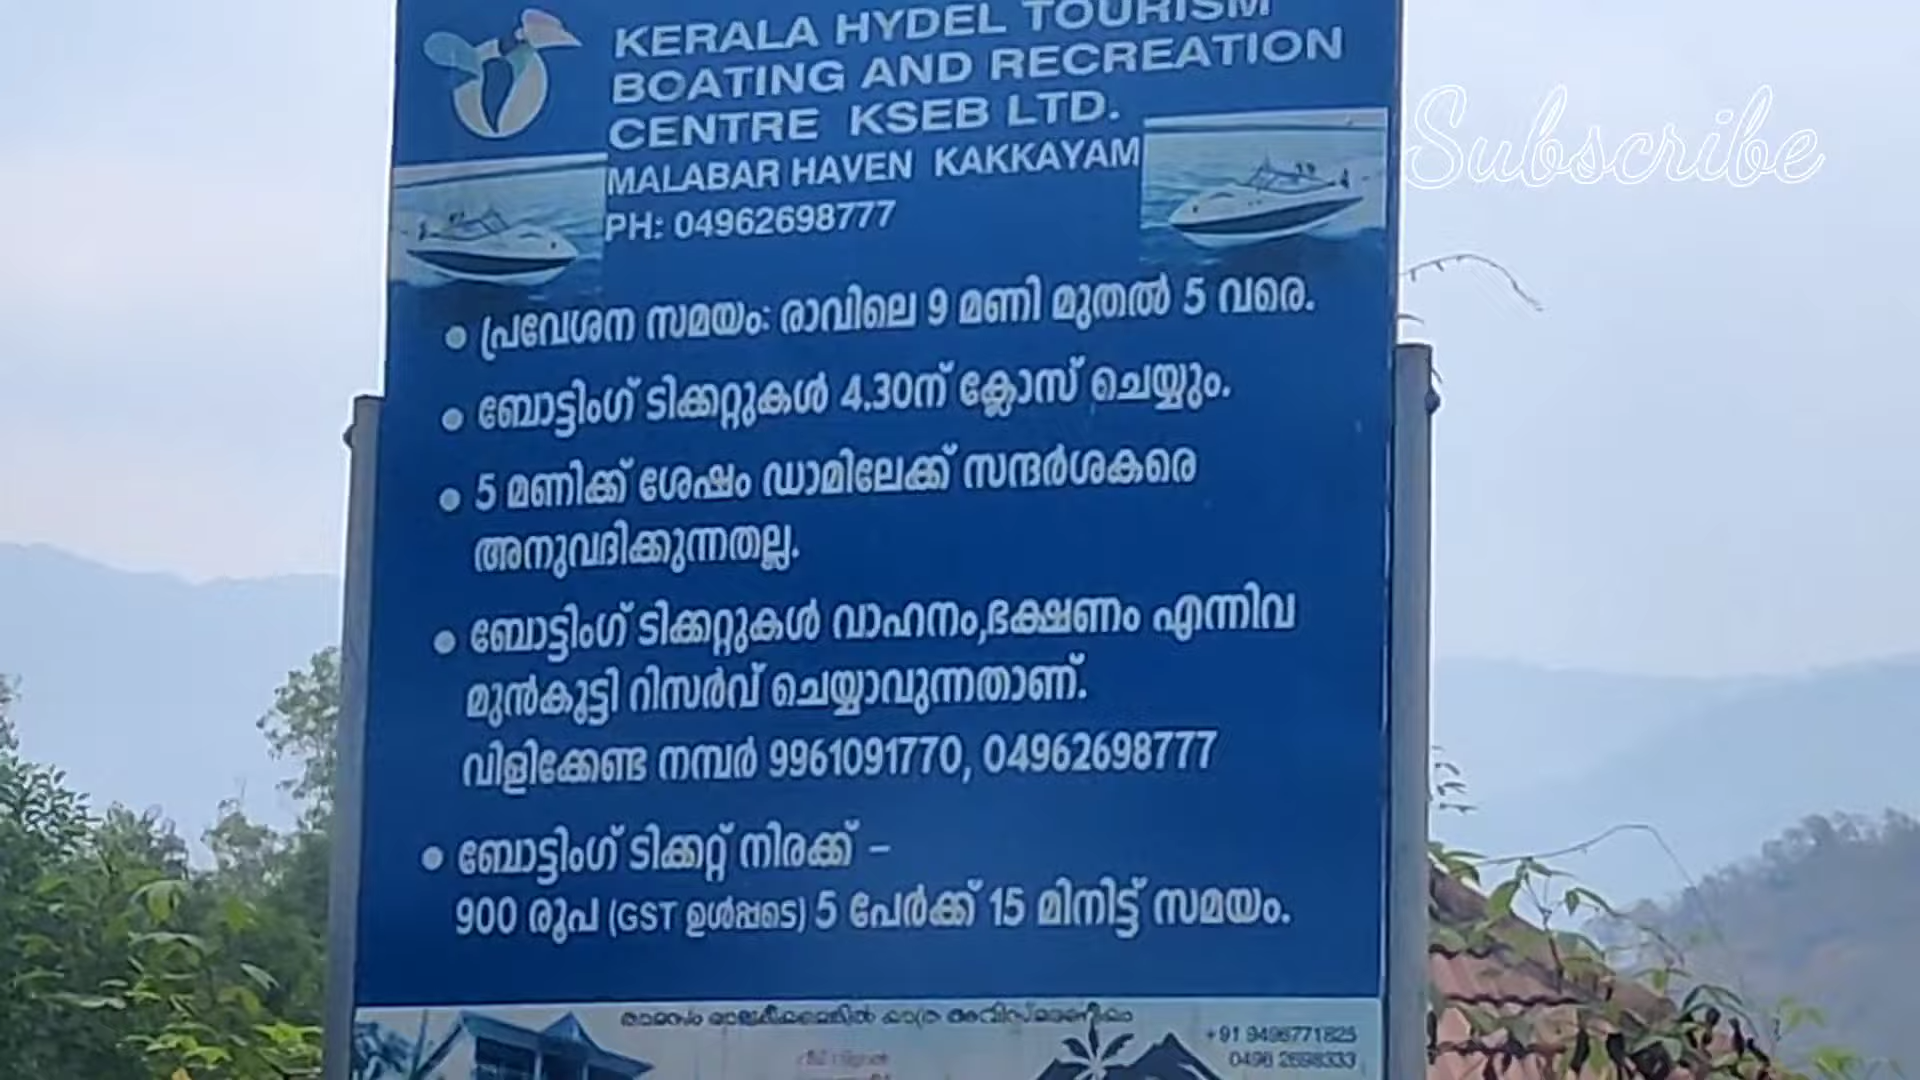 KERALA HYDEL TOURISM
BOATING AND RECREATION
CENTRE KSEB LTD.
MALABAR HAVEN KAKKAYAM
PH: 04962698777
Subscribe
• പ്രവേശന സമയം: രാവിലെ 9 മണി മുതൽ 5 വരെ.
• ബോട്ടിംഗ് ടിക്കറ്റുകൾ 4.30ന് ക്ലോസ് ചെയ്യും.
• 5 മണിക്ക് ശേഷം ഡാമിലേക്ക് സന്ദർശകരെ
അനുവദിക്കുന്നതല്ല.
• ബോട്ടിംഗ് ടിക്കറ്റുകൾ വാഹനം,ഭക്ഷണം എന്നിവ
മുൻകൂട്ടി റിസർവ് ചെയ്യാവുന്നതാണ്.
വിളിക്കേണ്ട നമ്പർ 9961091770, 04962698777
• ബോട്ടിംഗ് ടിക്കറ്റ് നിരക്ക് –
900 രൂപ (GST ഉൾപ്പടെ) 5 പേർക്ക് 15 മിനിട്ട് സമയം.
+91 9496771825
0496 2698333